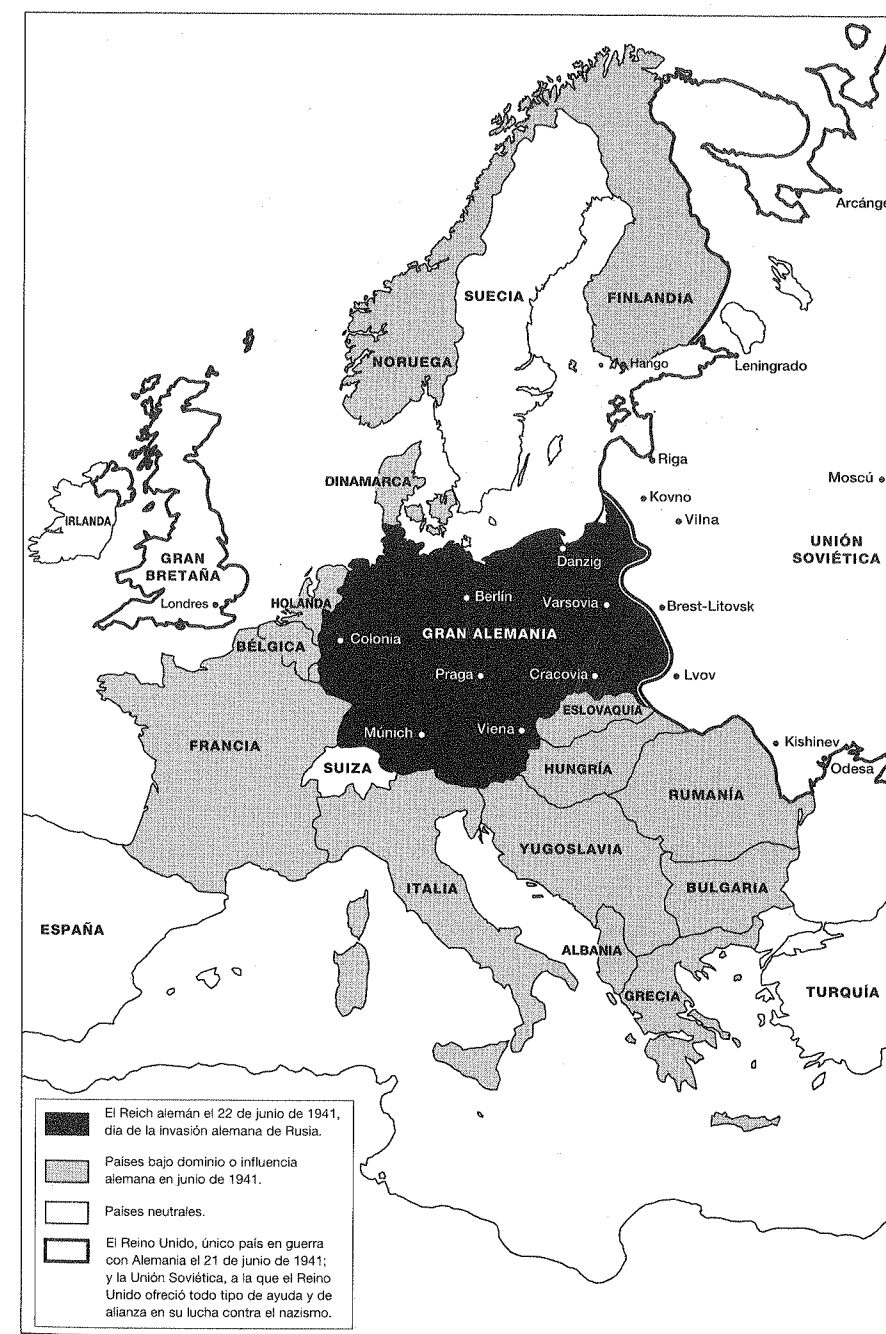 Arcánge
SUECIA
FINLANDIA
NORUEGA
Hango
Leningrado
Riga
Moscú
DINAMARCA
Kovno
IRLANDA
Vilna
GRAN
BRETAÑA
UNIÓN
SOVIÉTICA
Danzig
Londres
HOLANDA
Berlín
Varsovia
Brest-Litovsk
Colonia
GRAN ALEMANIA
BÉLGICA
Praga
Cracovia
Lvov
ESLOVAQUIA
Múnich
Viena
FRANCIA
Kishinev
SUIZA
HUNGRÍA
Odesa
RUMANÍA
YUGOSLAVIA
ITALIA
BULGARIA
ESPAÑA
ALBANIA
GRECIA
TURQUÍA
El Reich alemán el 22 de junio de 1941,
día de la invasión alemana de Rusia.
Países bajo dominio o influencia
alemana en junio de 1941.
Países neutrales.
El Reino Unido, único país en guerra
con Alemania el 21 de junio de 1941;
y la Unión Soviética, a la que el Reino
Unido ofreció todo tipo de ayuda y de
alianza en su lucha contra el nazismo.